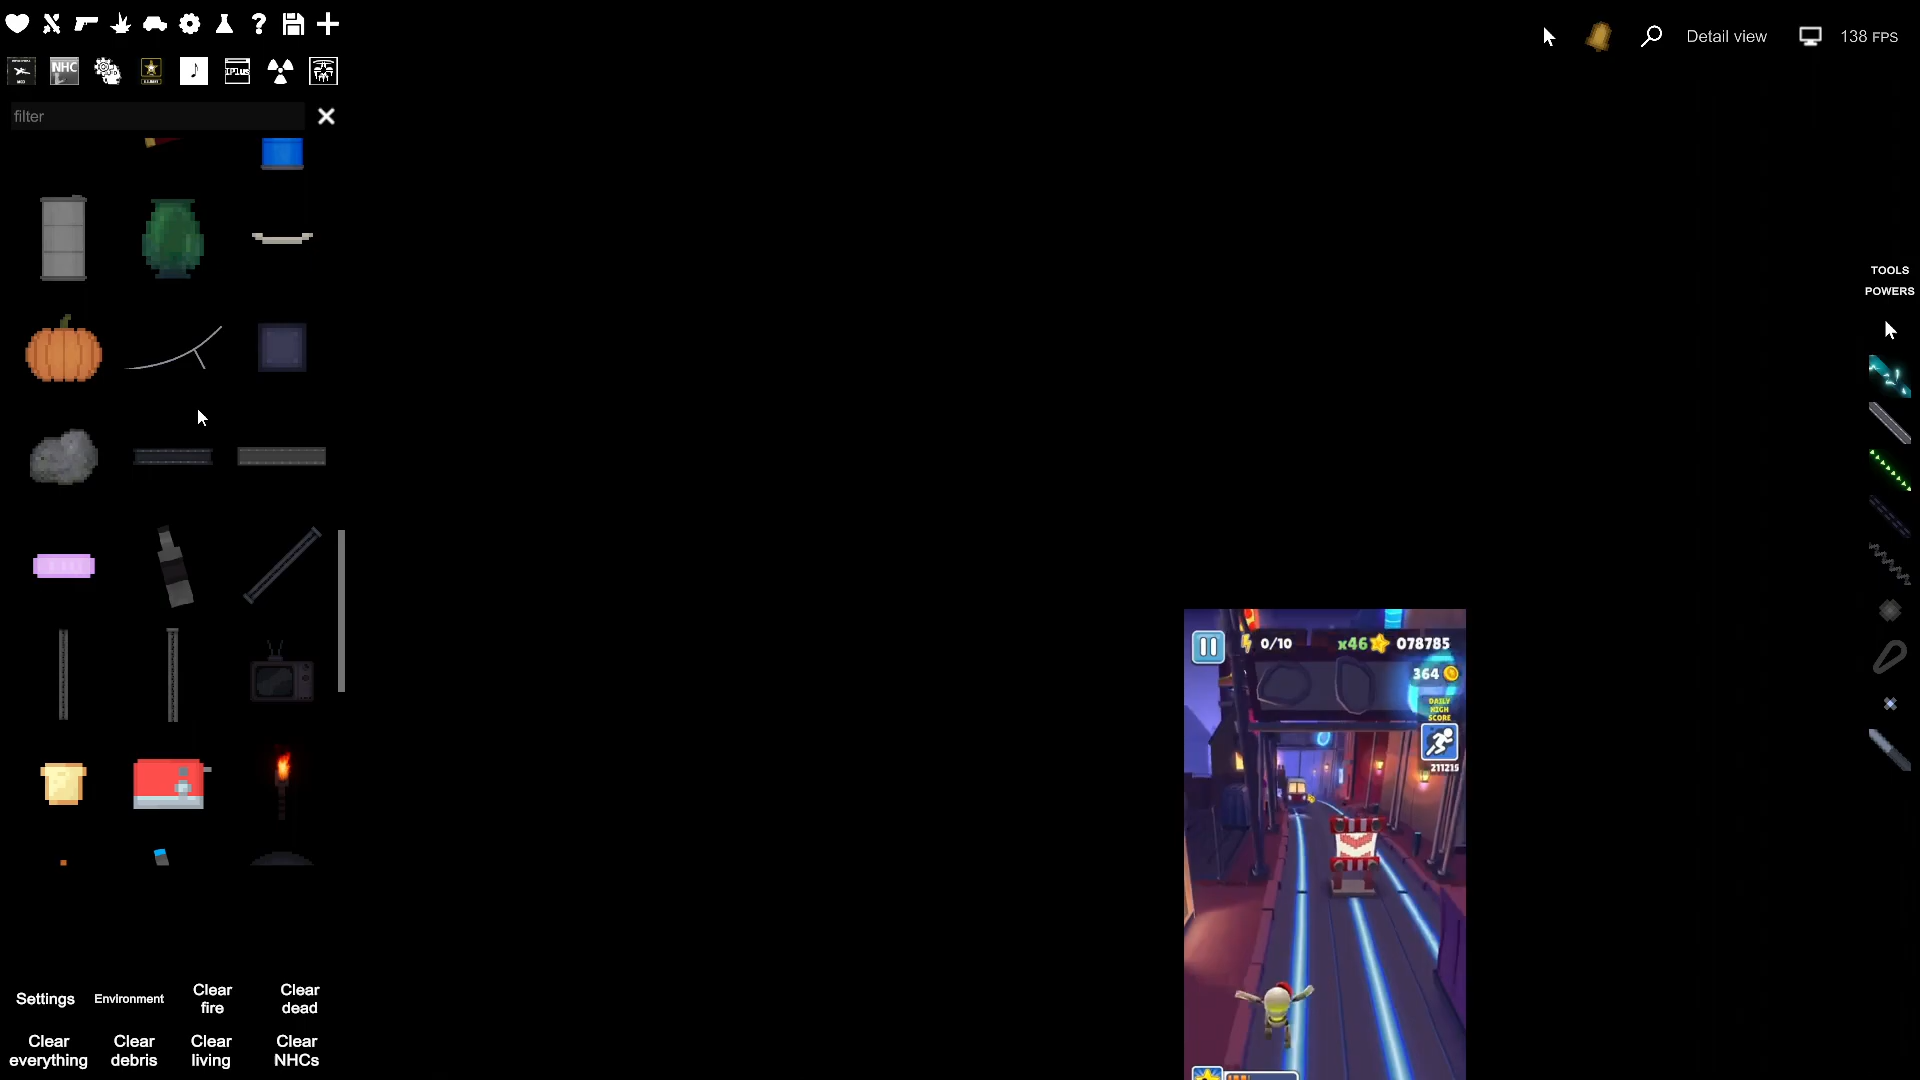 Detail view
138 FPS
NHC
U.S. ARMY
filter
TOOLS
POWERS
0/10
x46
078785
364
DAILY
HIGH
SCORE
211215
Settings
Environment
Clear
fire
Clear
dead
Clear
everything
Clear
debris
Clear
living
Clear
NHCs